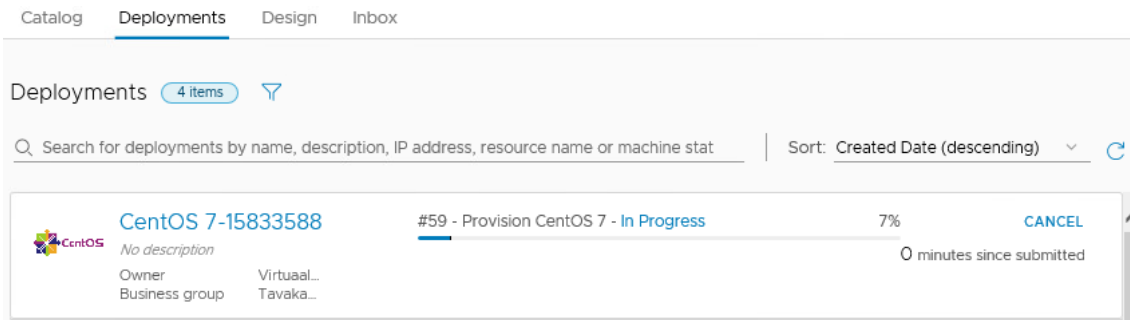 Catalog Deployments Design Inbox
Deployments 4 items
Search for deployments by name, description, IP address, resource name or machine stat Sort: Created Date (descending)
CentOS CentOS 7-15833588 #59 - Provision CentOS 7 - In Progress 7% CANCEL
No description 0 minutes since submitted
Owner Virtuaal...
Business group Tavaka...